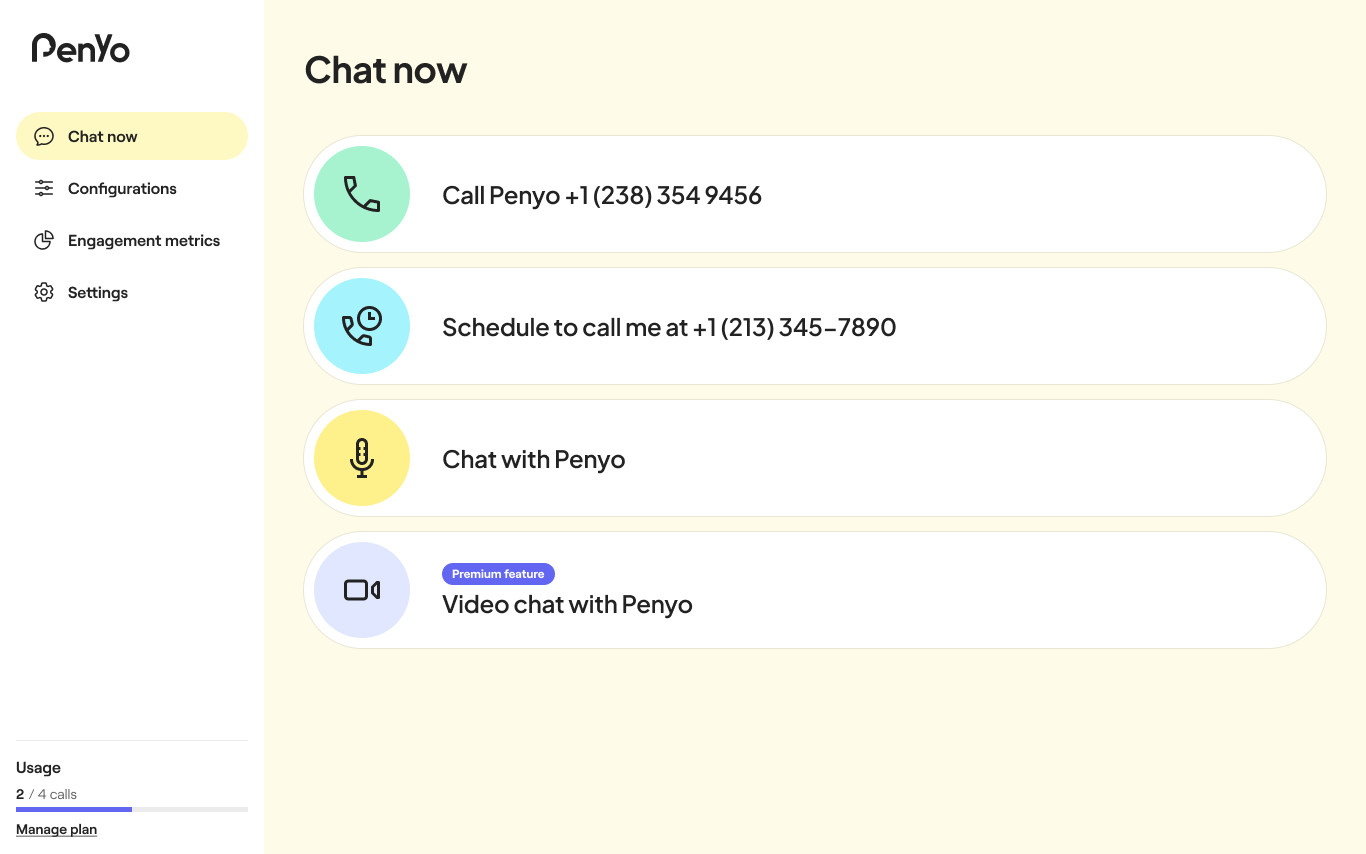 PenYo
Chat now
Configurations
Engagement metrics
Settings
Usage
2 / 4 calls
Manage plan
Chat now
Call Penyo +1 (238) 354 9456
Schedule to call me at +1 (213) 345-7890
Chat with Penyo
Premium feature
Video chat with Penyo